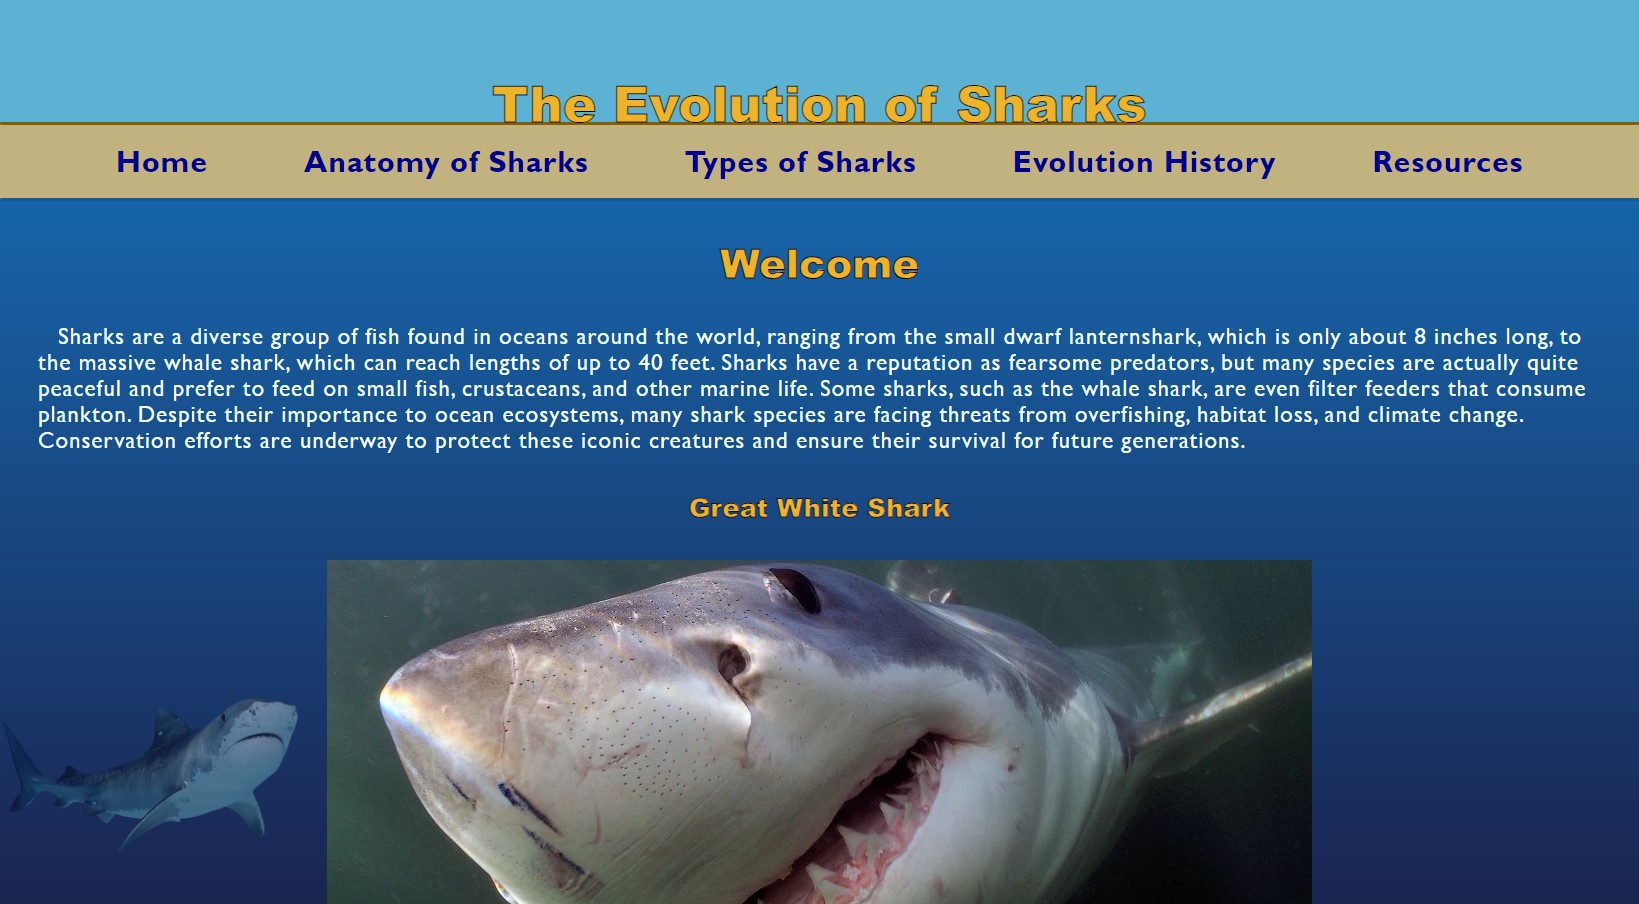 The Evolution of Sharks
Home Anatomy of Sharks Types of Sharks Evolution History Resources
Welcome
Sharks are a diverse group of fish found in oceans around the world, ranging from the small dwarf lanternshark, which is only about 8 inches long, to
the massive whale shark, which can reach lengths of up to 40 feet. Sharks have a reputation as fearsome predators, but many species are actually quite
peaceful and prefer to feed on small fish, crustaceans, and other marine life. Some sharks, such as the whale shark, are even filter feeders that consume
plankton. Despite their importance to ocean ecosystems, many shark species are facing threats from overfishing, habitat loss, and climate change.
Conservation efforts are underway to protect these iconic creatures and ensure their survival for future generations.
Great White Shark